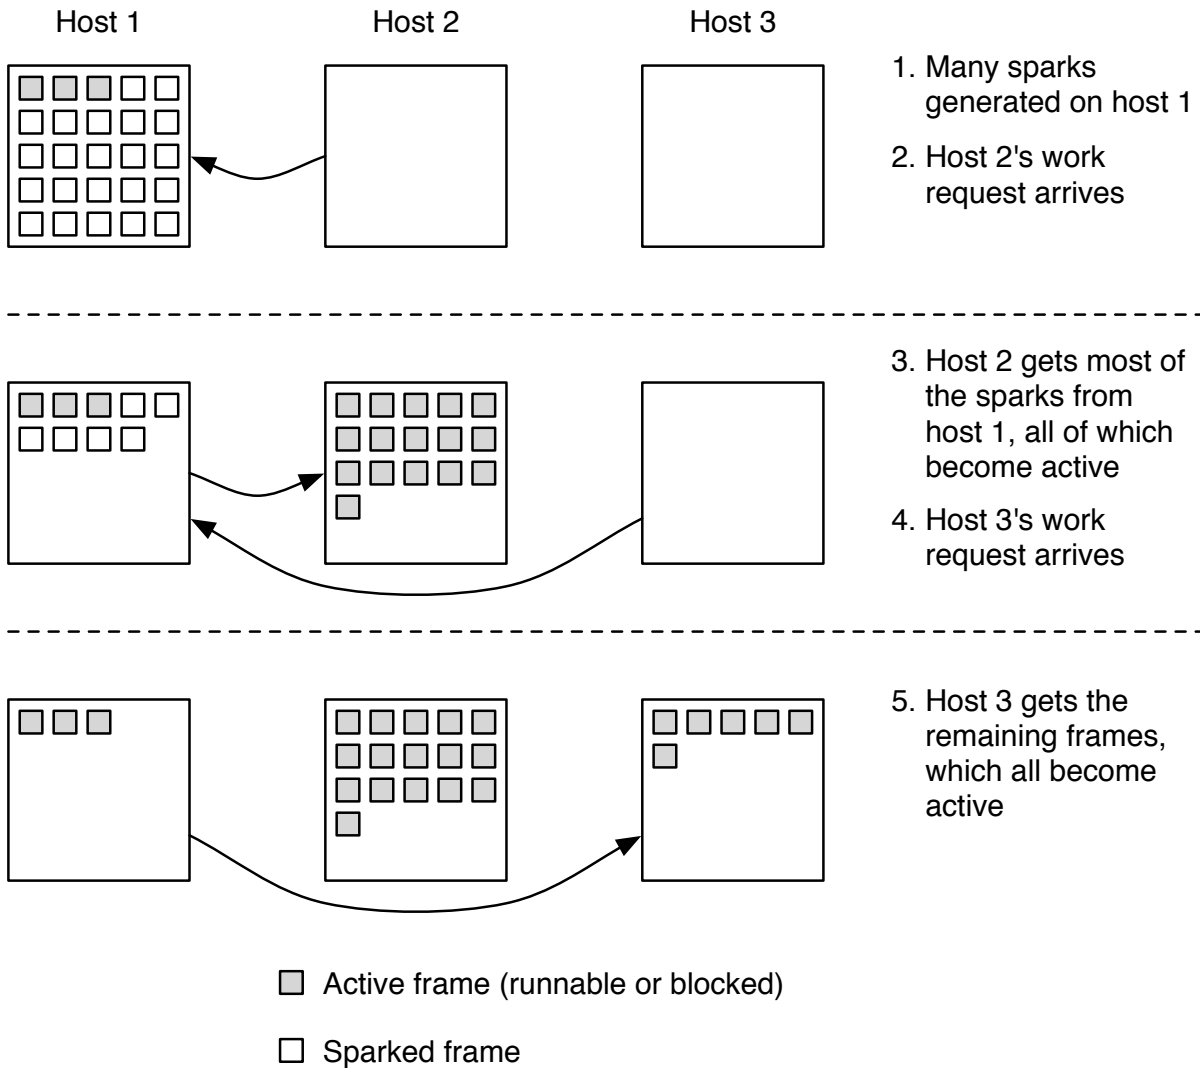 Host 1
Host 2
Host 3
1. Many sparks
generated on host 1
2. Host 2's work
request arrives
3. Host 2 gets most of
the sparks from
host 1, all of which
become active
4. Host 3's work
request arrives
5. Host 3 gets the
remaining frames,
which all become
active
Active frame (runnable or blocked)
Sparked frame